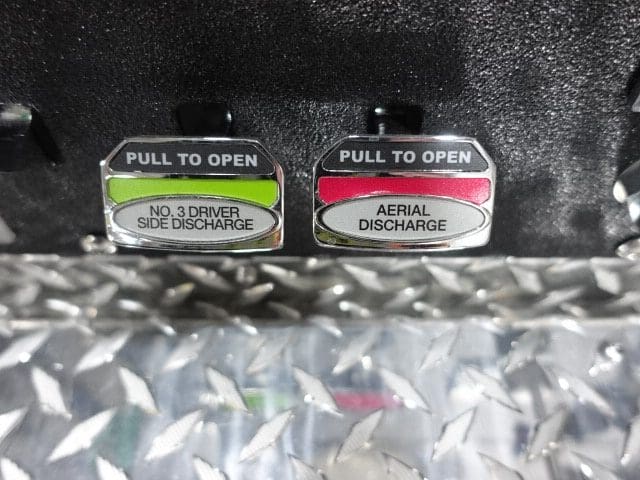 PULL TO OPEN
NO. 3 DRIVER
SIDE DISCHARGE
PULL TO OPEN
AERIAL
DISCHARGE